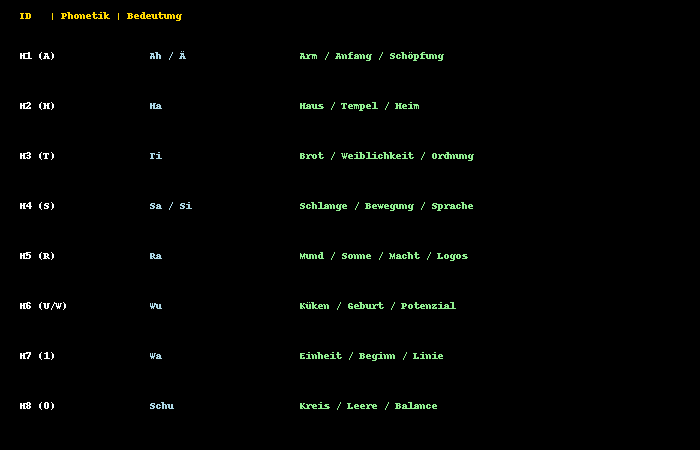 ID | Phonetik | Bedeutung
H1 (A) Ah / Ä Arm / Anfang / Schöpfung
H2 (H) Ha Haus / Tempel / Heim
H3 (T) Ti Brot / Weiblichkeit / Ordnung
H4 (S) Sa / Si Schlange / Bewegung / Sprache
H5 (R) Ra Mund / Sonne / Macht / Logos
H6 (U/W) Wu Küken / Geburt / Potenzial
H7 (1) Wa Einheit / Beginn / Linie
H8 (0) Schu Kreis / Leere / Balance